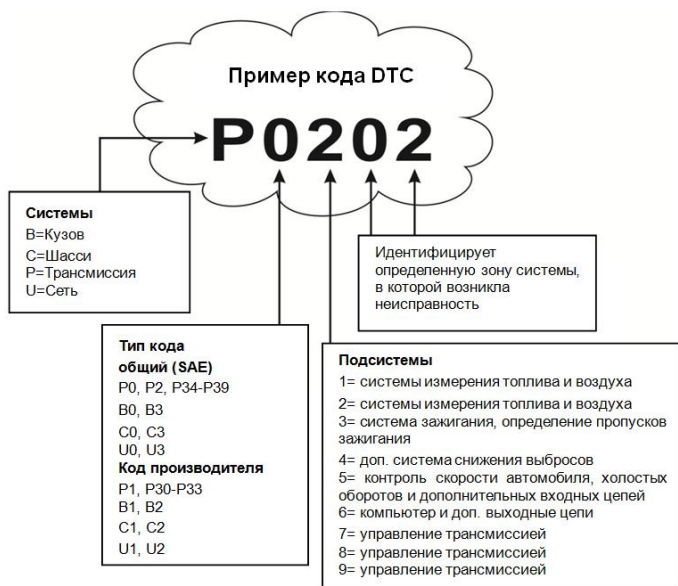 Пример кода DTC
P0202
Системы
B=Кузов
C=Шасси
P=Трансмиссия
U=Сеть
Идентифицирует
определенную зону системы,
в которой возникла
неисправность
Тип кода
общий (SAE)
P0, P2, P34-P39
B0, B3
C0, C3
U0, U3
Код производителя
P1, P30-P33
B1, B2
C1, C2
U1, U2
Подсистемы
1= системы измерения топлива и воздуха
2= системы измерения топлива и воздуха
3= система зажигания, определение пропусков
зажигания
4= доп. система снижения выбросов
5= контроль скорости автомобиля, холостых
оборотов и дополнительных входных цепей
6= компьютер и доп. выходные цепи
7= управление трансмиссией
8= управление трансмиссией
9= управление трансмиссией